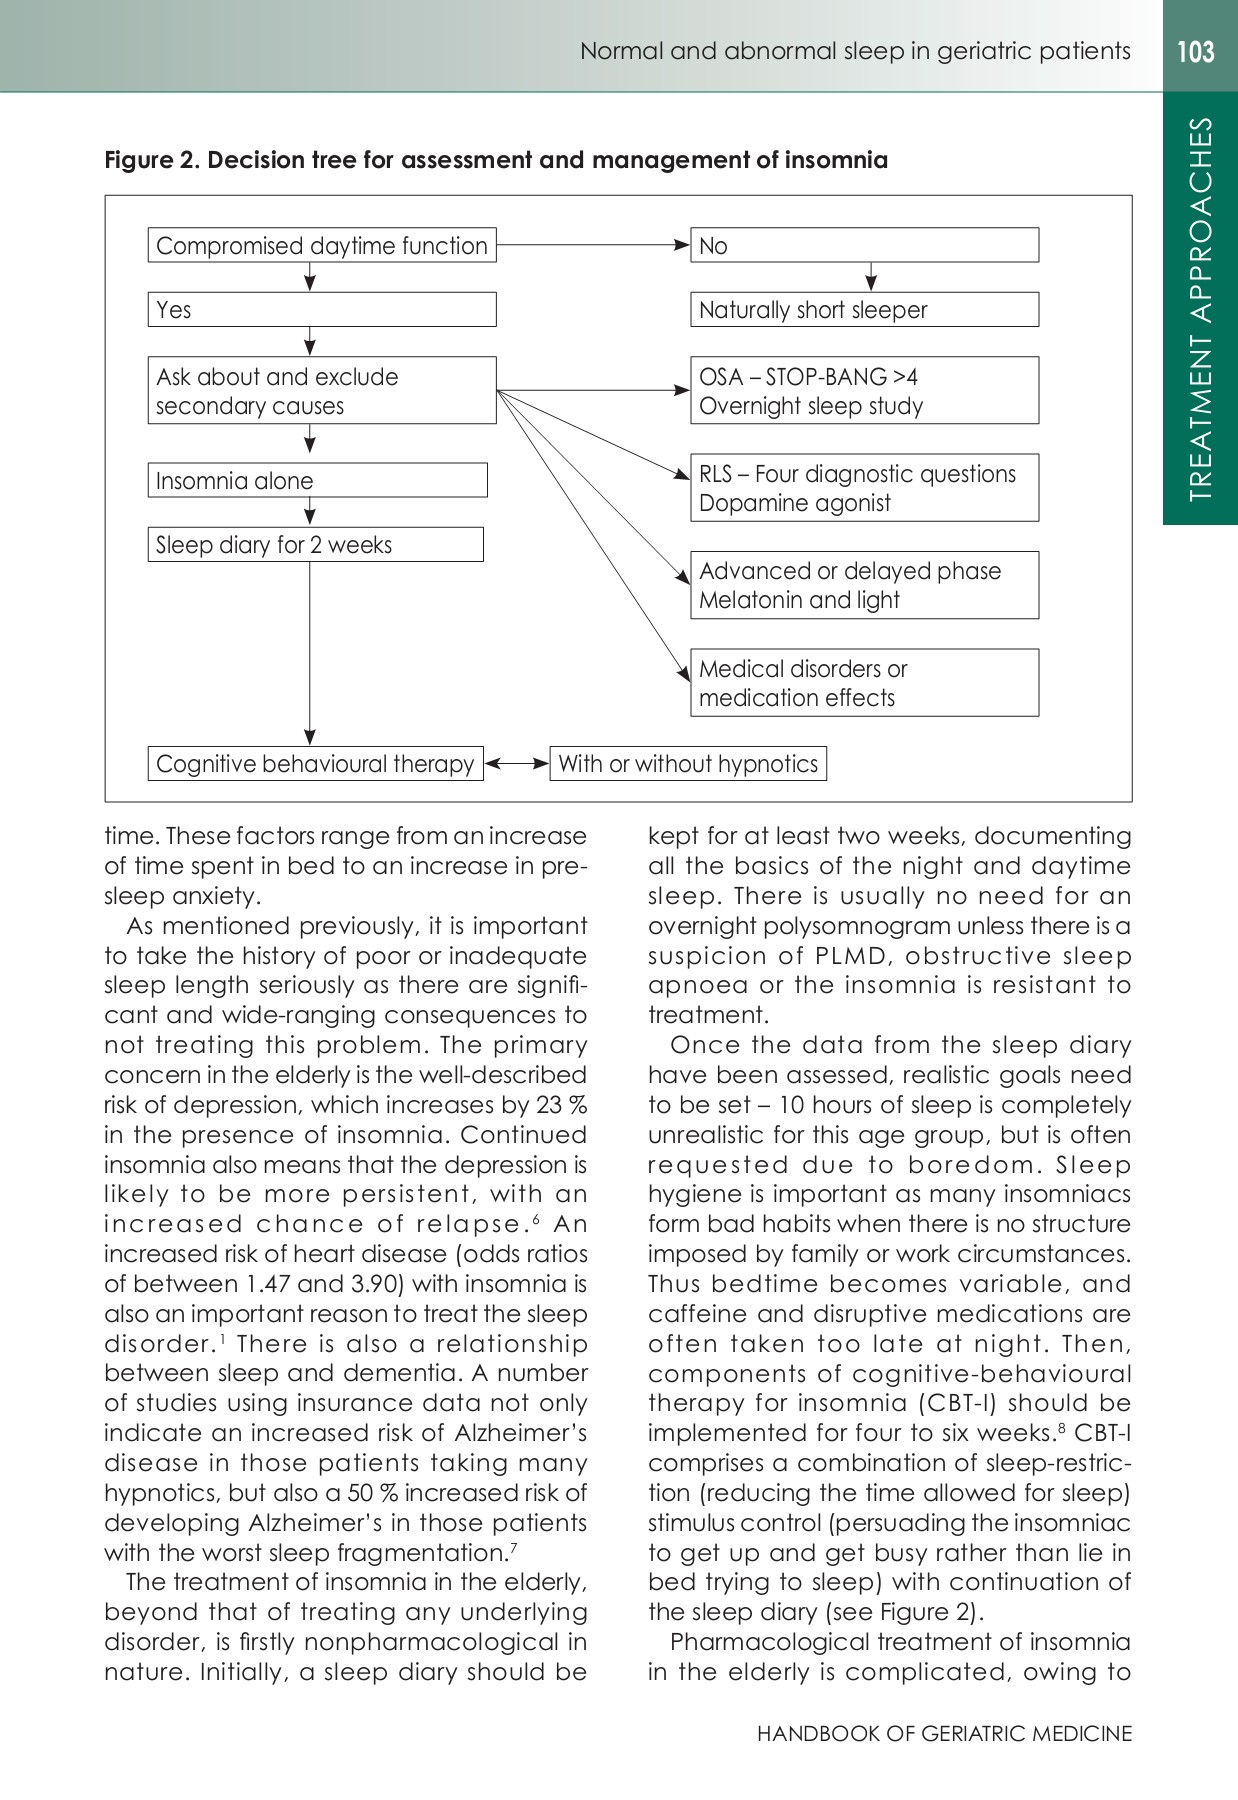 Normal and abnormal sleep in geriatric patients
103
TREATMENT APPROACHES
Figure 2. Decision tree for assessment and management of insomnia
Compromised daytime function
No
Yes
Naturally short sleeper
Ask about and exclude
secondary causes
OSA – STOP-BANG >4
Overnight sleep study
Insomnia alone
RLS – Four diagnostic questions
Dopamine agonist
Sleep diary for 2 weeks
Advanced or delayed phase
Melatonin and light
Medical disorders or
medication effects
Cognitive behavioural therapy
With or without hypnotics
time. These factors range from an increase
of time spent in bed to an increase in pre-
sleep anxiety.
As mentioned previously, it is important
to take the history of poor or inadequate
sleep length seriously as there are signifi-
cant and wide-ranging consequences to
not treating this problem. The primary
concern in the elderly is the well-described
risk of depression, which increases by 23 %
in the presence of insomnia. Continued
insomnia also means that the depression is
likely to be more persistent, with an
increased chance of relapse.⁶ An
increased risk of heart disease (odds ratios
of between 1.47 and 3.90) with insomnia is
also an important reason to treat the sleep
disorder.¹ There is also a relationship
between sleep and dementia. A number
of studies using insurance data not only
indicate an increased risk of Alzheimer’s
disease in those patients taking many
hypnotics, but also a 50 % increased risk of
developing Alzheimer’s in those patients
with the worst sleep fragmentation.⁷
The treatment of insomnia in the elderly,
beyond that of treating any underlying
disorder, is firstly nonpharmacological in
nature. Initially, a sleep diary should be
kept for at least two weeks, documenting
all the basics of the night and daytime
sleep. There is usually no need for an
overnight polysomnogram unless there is a
suspicion of PLMD, obstructive sleep
apnoea or the insomnia is resistant to
treatment.
Once the data from the sleep diary
have been assessed, realistic goals need
to be set – 10 hours of sleep is completely
unrealistic for this age group, but is often
requested due to boredom. Sleep
hygiene is important as many insomniacs
form bad habits when there is no structure
imposed by family or work circumstances.
Thus bedtime becomes variable, and
caffeine and disruptive medications are
often taken too late at night. Then,
components of cognitive-behavioural
therapy for insomnia (CBT-I) should be
implemented for four to six weeks.⁸ CBT-I
comprises a combination of sleep-restric-
tion (reducing the time allowed for sleep)
stimulus control (persuading the insomniac
to get up and get busy rather than lie in
bed trying to sleep) with continuation of
the sleep diary (see Figure 2).
Pharmacological treatment of insomnia
in the elderly is complicated, owing to
HANDBOOK OF GERIATRIC MEDICINE